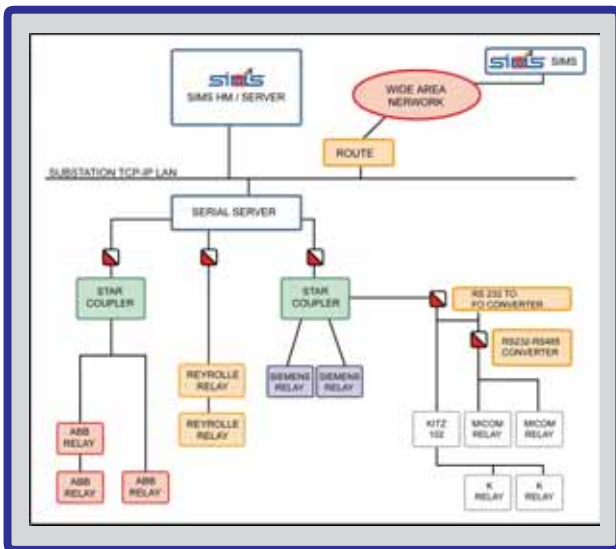 sims SIMS
sims
SIMS HM / SERVER
WIDE AREA
NERWORK
ROUTE
SUBSTATION TCP-IP LAN
SERIAL SERVER
STAR
COUPLER
STAR
COUPLER
RS 232 TO
FO CONVERTER
RS232-RS485
CONVERTER
REYROLLE
RELAY
SIEMENS
RELAY
SIEMENS
RELAY
REYROLLE
RELAY
ABB
RELAY
KITZ
102
MICOM
RELAY
MICOM
RELAY
ABB
RELAY
ABB
RELAY
K
RELAY
K
RELAY